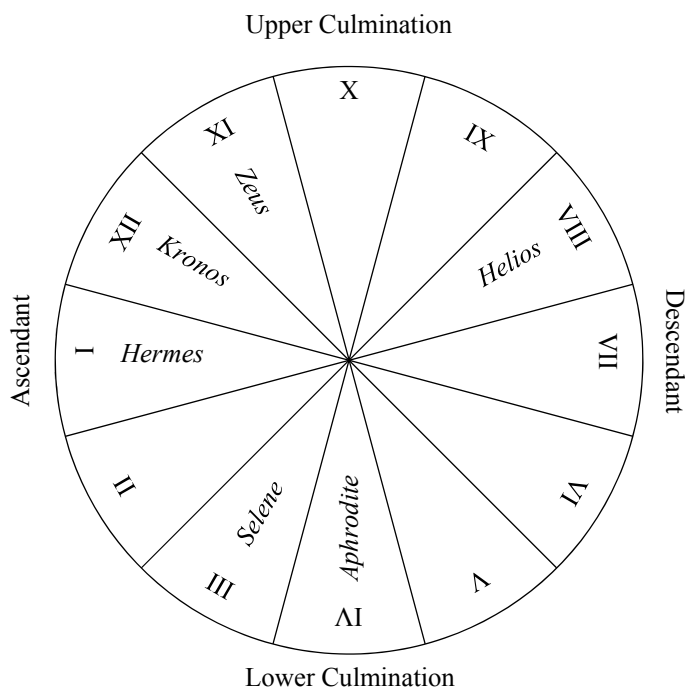 Upper Culmination
X
XI
IX
Zeus
XII
VIII
Kronos
Helios
Ascendant
I
Hermes
VII
Descendant
II
VI
Selene
Aphrodite
III
V
IV
Lower Culmination